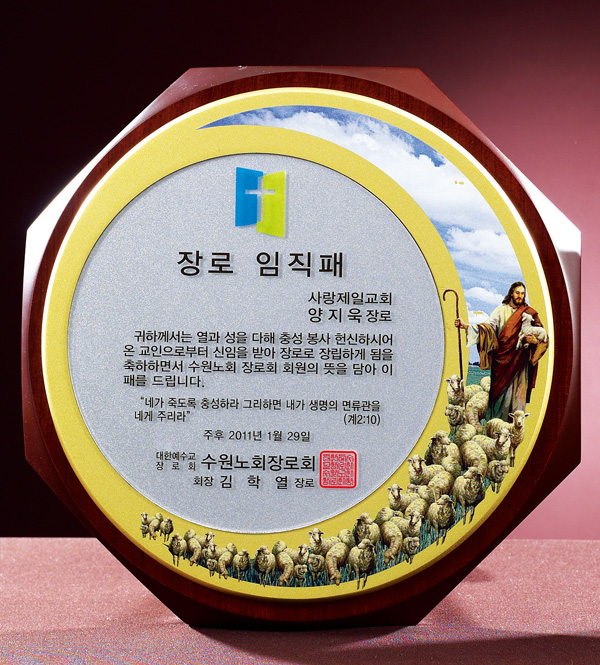 장로 임직패
사랑제일교회
양지욱 장로
귀하께서는 열과 성을 다해 충성 봉사 헌신하시어
온 교인으로부터 신임을 받아 장로로 장립하게 됨을
축하하면서 수원노회 장로회 회원의 뜻을 담아 이
패를 드립니다.
"네가 죽도록 충성하라 그리하면 내가 생명의 면류관을
네게 주리라" (계2:10)
주후 2011년 1월 29일
대한예수교
장로회 수원노회장로회
회장 김 학 열 장로